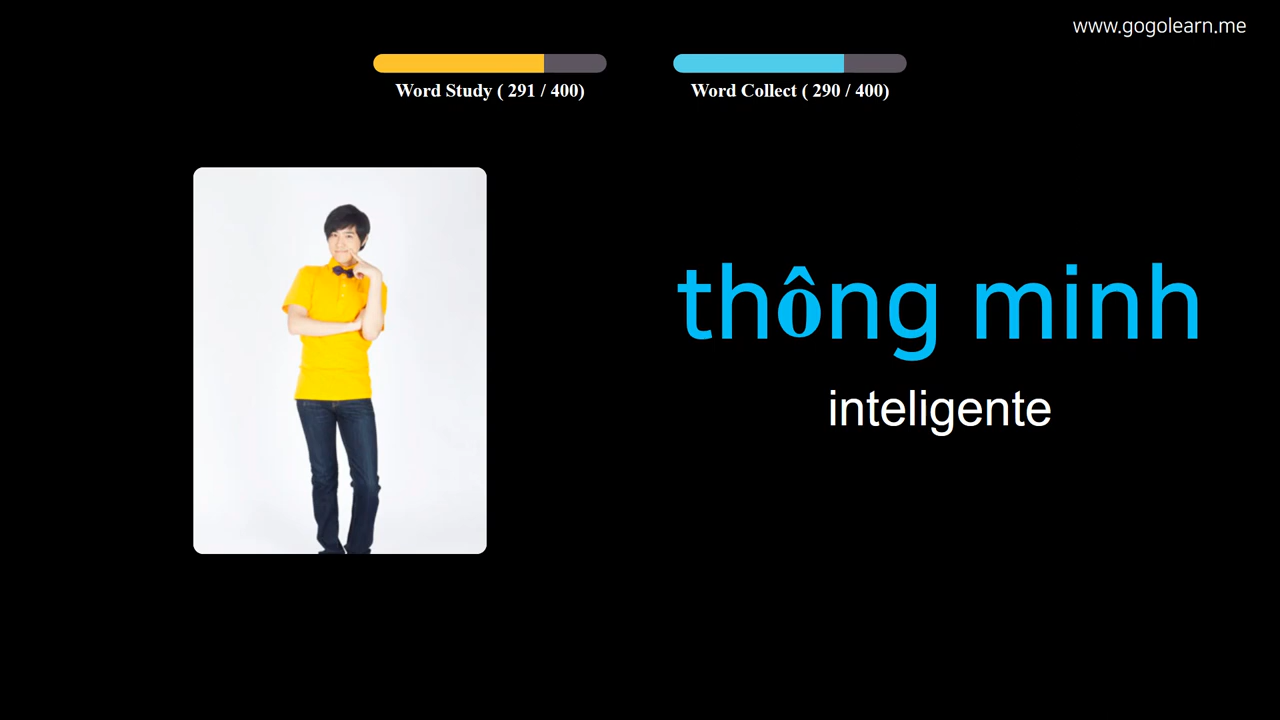 www.gogolearn.me
Word Study ( 291 / 400)
Word Collect ( 290 / 400)
thông minh
inteligente